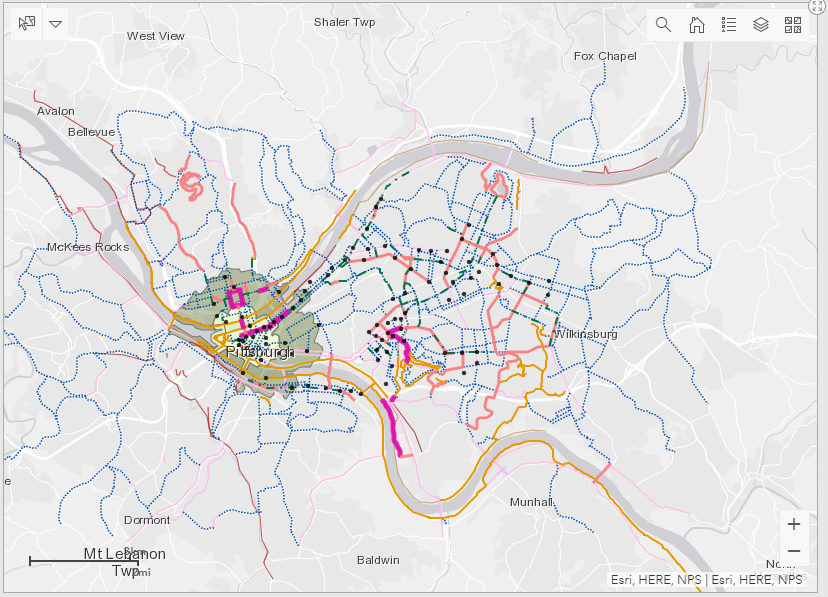 Shaler Twp
West View
Fox Chapel
Avalon
Bellevue
McKees Rocks
Wilkinsburg
Pittsburgh
e
Munhall
Dormont
Mt Lebanon
Twp
Baldwin
Esri, HERE, NPS | Esri, HERE, NPS
+
−